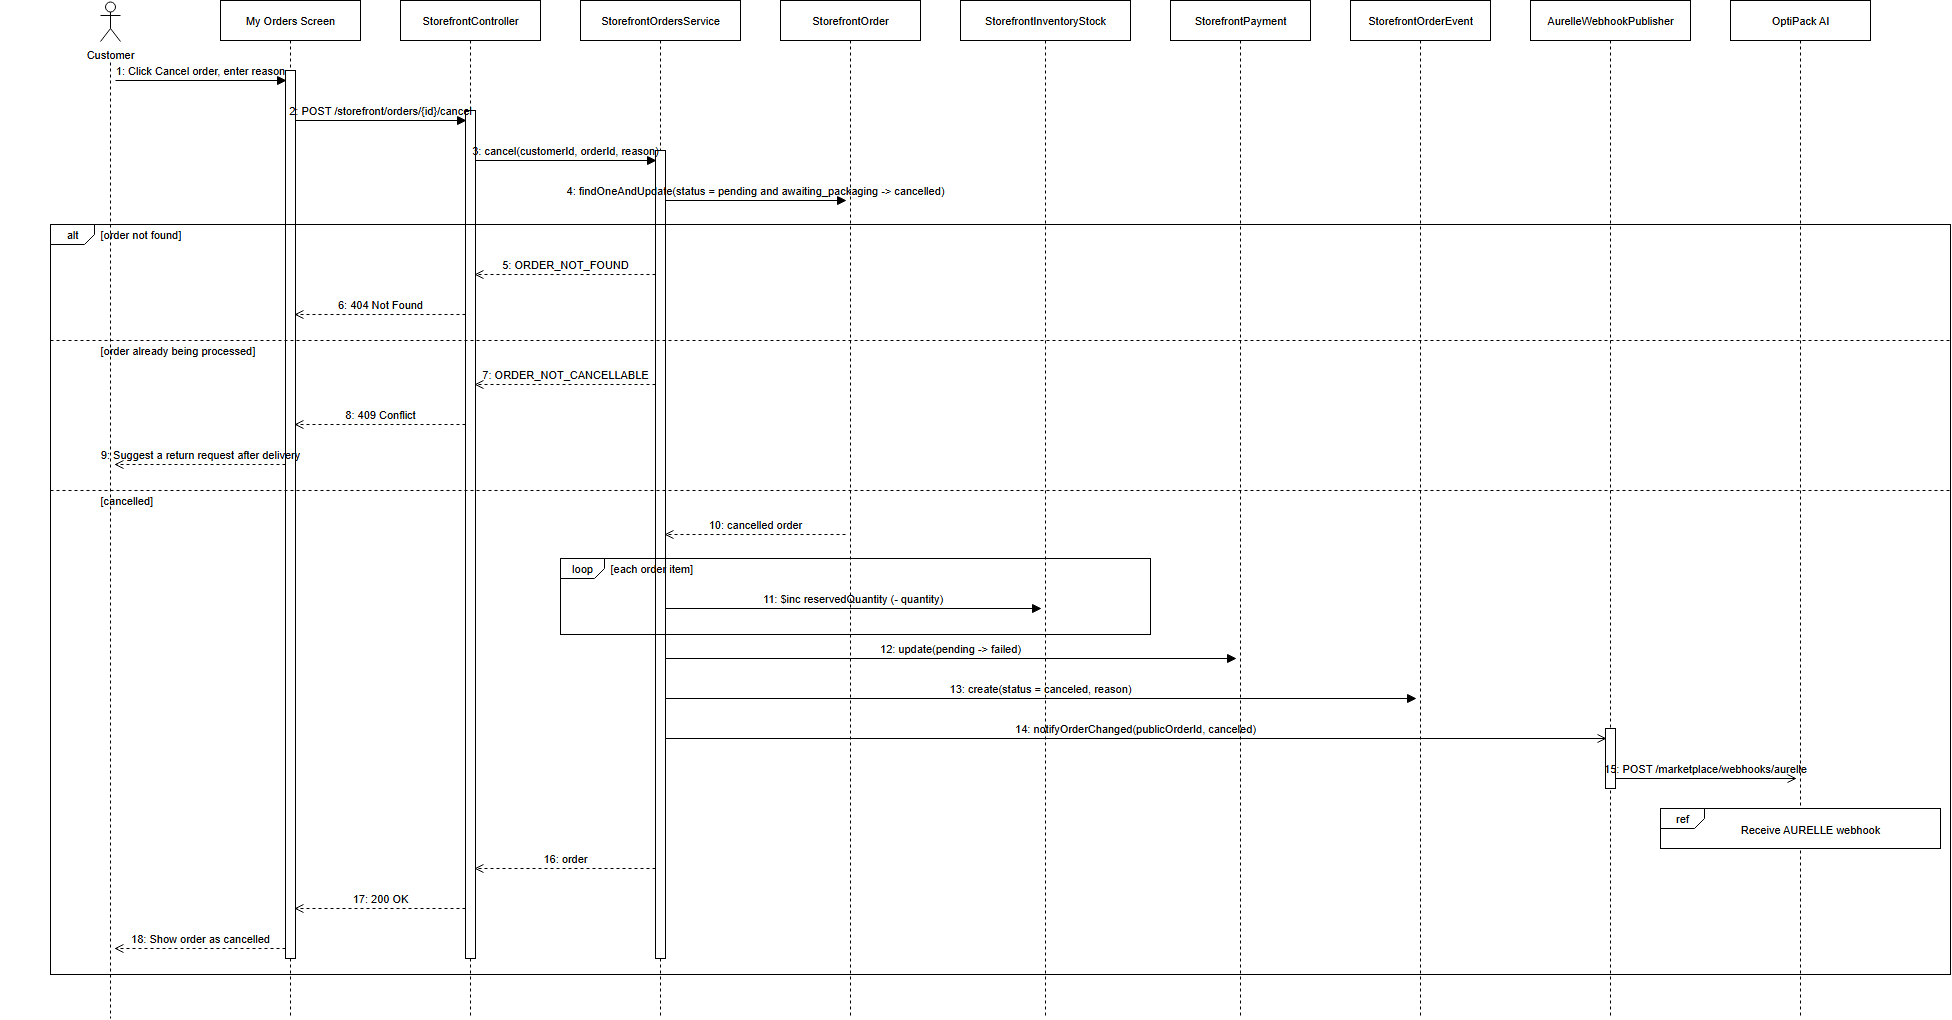 My Orders Screen
StorefrontController
StorefrontOrdersService
StorefrontOrder
StorefrontInventoryStock
StorefrontPayment
StorefrontOrderEvent
AurelleWebhookPublisher
OptiPack AI
Customer
1: Click Cancel order, enter reason
2: POST /storefront/orders/{id}/cancel
3: cancel(customerId, orderId, reason)
4: findOneAndUpdate(status = pending and awaiting_packaging -> cancelled)
alt
[order not found]
5: ORDER_NOT_FOUND
6: 404 Not Found
[order already being processed]
7: ORDER_NOT_CANCELLABLE
8: 409 Conflict
9: Suggest a return request after delivery
[cancelled]
10: cancelled order
loop
[each order item]
11: $inc reservedQuantity (- quantity)
12: update(pending -> failed)
13: create(status = canceled, reason)
14: notifyOrderChanged(publicOrderId, canceled)
15: POST /marketplace/webhooks/aurelle
ref
Receive AURELLE webhook
16: order
17: 200 OK
18: Show order as cancelled